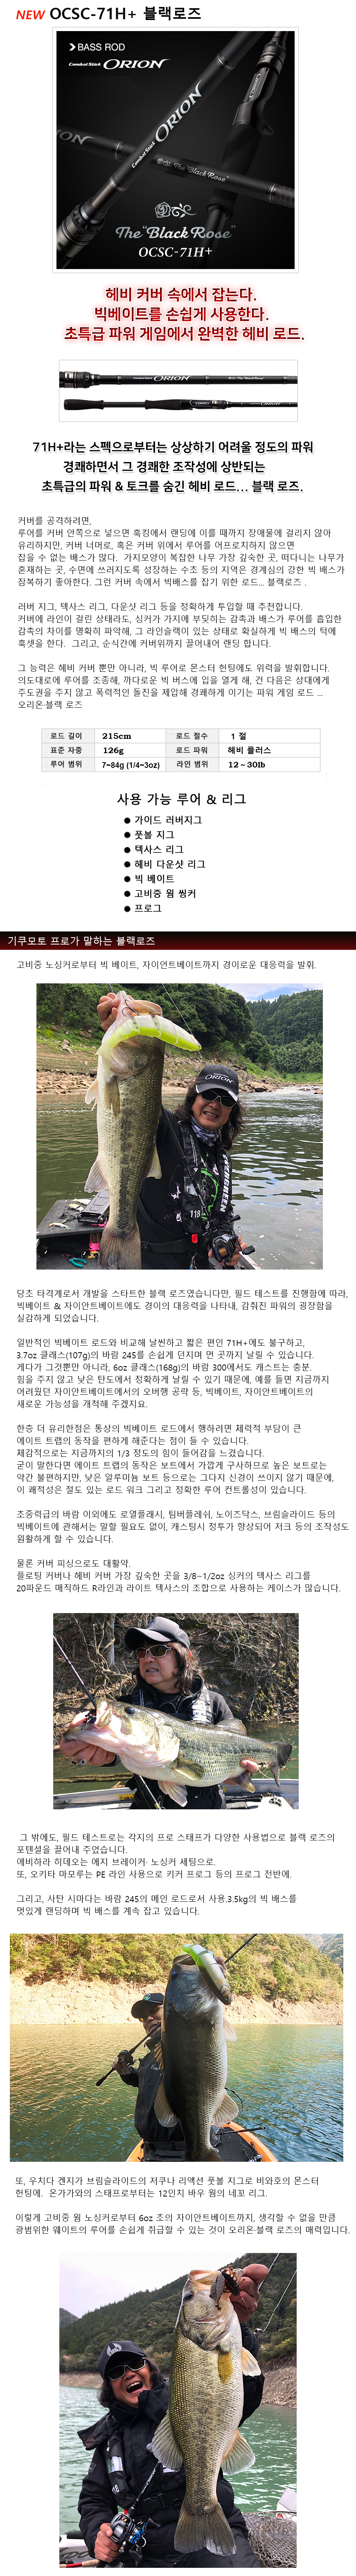 NEW OCSC-71H+ 블랙로즈
BASS ROD
Combat Stick ORION
Combat Stick ORION
The Black Rose
The "Black Rose"
OCSC-71H+
헤비 커버 속에서 잡는다.
빅베이트를 손쉽게 사용한다.
초특급 파워 게임에서 완벽한 헤비 로드.
71H+라는 스펙으로부터는 상상하기 어려울 정도의 파워
경쾌하면서 그 경쾌한 조작성에 상반되는
초특급의 파워 & 토크를 숨긴 헤비 로드... 블랙 로즈.
커버를 공격하려면,
루어를 커버 안쪽으로 넣으면 훅킹에서 랜딩에 이를 때까지 장애물에 걸리지 않아
유리하지만, 커버 너머로, 혹은 커버 위에서 루어를 어프로치하지 않으면
잡을 수 없는 배스가 많다.  가지모양이 복잡한 나무 가장 깊숙한 곳, 떠다니는 나무가
혼재하는 곳, 수면에 쓰러지도록 성장하는 수초 등의 지역은 경계심의 강한 빅 배스가
잠복하기 좋아한다. 그런 커버 속에서 빅배스를 잡기 위한 로드... 블랙로즈 .
러버 지그, 텍사스 리그, 다운샷 리그 등을 정확하게 투입할 때 추천합니다.
커버에 라인이 걸린 상태라도, 싱커가 가지에 부딪히는 감촉과 배스가 루어를 흡입한
감촉의 차이를 명확히 파악해, 그 라인슬랙이 있는 상태로 확실하게 빅 배스의 턱에
훅셋을 한다.  그리고, 순식간에 커버위까지 끌어내어 랜딩 합니다.
그 능력은 헤비 커버 뿐만 아니라, 빅 루어로 몬스터 헌팅에도 위력을 발휘합니다.
의도대로에 루어를 조종해, 까다로운 빅 버스에 입을 열게 해, 건 다음은 상대에게
주도권을 주지 않고 폭력적인 돌진을 제압해 경쾌하게 이기는 파워 게임 로드 ...
오리온·블랙 로즈
로드 길이 215cm 로드 절수 1 절
표준 자중 126g 로드 파워 헤비 플러스
루어 범위 7~84g (1/4~3oz) 라인 범위 12 ~ 30lb
사용 가능 루어 & 리그
● 가이드 러버지그
● 풋볼 지그
● 텍사스 리그
● 헤비 다운샷 리그
● 빅 베이트
● 고비중 웜 씽커
● 프로그
기쿠모토 프로가 말하는 블랙로즈
고비중 노싱커로부터 빅 베이트, 자이언트베이트까지 경이로운 대응력을 발휘.
당초 타격계로서 개발을 스타트한 블랙 로즈였습니다만, 필드 테스트를 진행함에 따라,
빅베이트 & 자이안트베이트에도 경이의 대응력을 나타내, 감춰진 파워의 굉장함을
실감하게 되었습니다.
일반적인 빅베이트 로드와 비교해 날씬하고 짧은 편인 71H+에도 불구하고,
3.7oz 클래스(107g)의 바람 245를 손쉽게 던지며 먼 곳까지 날릴 수 있습니다.
게다가 그것뿐만 아니라, 6oz 클래스(168g)의 바람 300에서도 캐스트는 충분.
힘을 주지 않고 낮은 탄도에서 정확하게 날릴 수 있기 때문에, 예를 들면 지금까지
어려웠던 자이안트베이트에서의 오버행 공략 등, 빅베이트, 자이안트베이트의
새로운 가능성을 개척해 주겠지요.
한층 더 유리한점은 통상의 빅베이트 로드에서 행하려면 체력적 부담이 큰
에이트 트랩의 동작을 편하게 해준다는 점이 들 수 있습니다.
체감적으로는 지금까지의 1/3 정도의 힘이 들어감을 느겼습니다.
굳이 말한다면 에이트 트랩의 동작은 보트에서 가깝게 구사하므로 높은 보트로는
약간 불편하지만, 낮은 알루미늄 보트 등으로는 그다지 신경이 쓰이지 않기 때문에,
이 쾌적성은 절도 있는 로드 워크 그리고 정확한 루어 컨트롤성이 있습니다.
초중력급의 바람 이외에도 로열플래시, 팀버플레쉬, 노이즈닥스, 브림슬라이드 등의
빅베이트에 관해서는 말할 필요도 없이, 캐스팅시 정투가 향상되어 저크 등의 조작성도
원활하게 할 수 있습니다.
물론 커버 피싱으로도 대활약.
플로팅 커버나 헤비 커버 가장 깊숙한 곳을 3/8~1/2oz 싱커의 텍사스 리그를
20파운드 매직하드 R라인과 라이트 텍사스의 조합으로 사용하는 케이스가 많습니다.
그 밖에도, 필드 테스트로는 각지의 프로 스태프가 다양한 사용법으로 블랙 로즈의
포텐셜을 끌어내 주었습니다.
에비하라 히데오는 에지 브레이커· 노싱커 세팅으로.
또, 오키타 마모루는 PE 라인 사용으로 키커 프로그 등의 프로그 전반에.
그리고, 사탄 시마다는 바람 245의 메인 로드로서 사용.3.5kg의 빅 배스를
멋있게 랜딩하며 빅 배스를 계속 잡고 있습니다.
또, 우치다 켄지가 브림슬라이드의 저쿠나 리액션 풋볼 지그로 비와호의 몬스터
헌팅에.  온가가와의 스태프로부터는 12인치 바우 웜의 네꼬 리그.
이렇게 고비중 웜 노싱커로부터 6oz 초의 자이안트베이트까지, 생각할 수 없을 만큼
광범위한 웨이트의 루어를 손쉽게 취급할 수 있는 것이 오리온·블랙 로즈의 매력입니다.